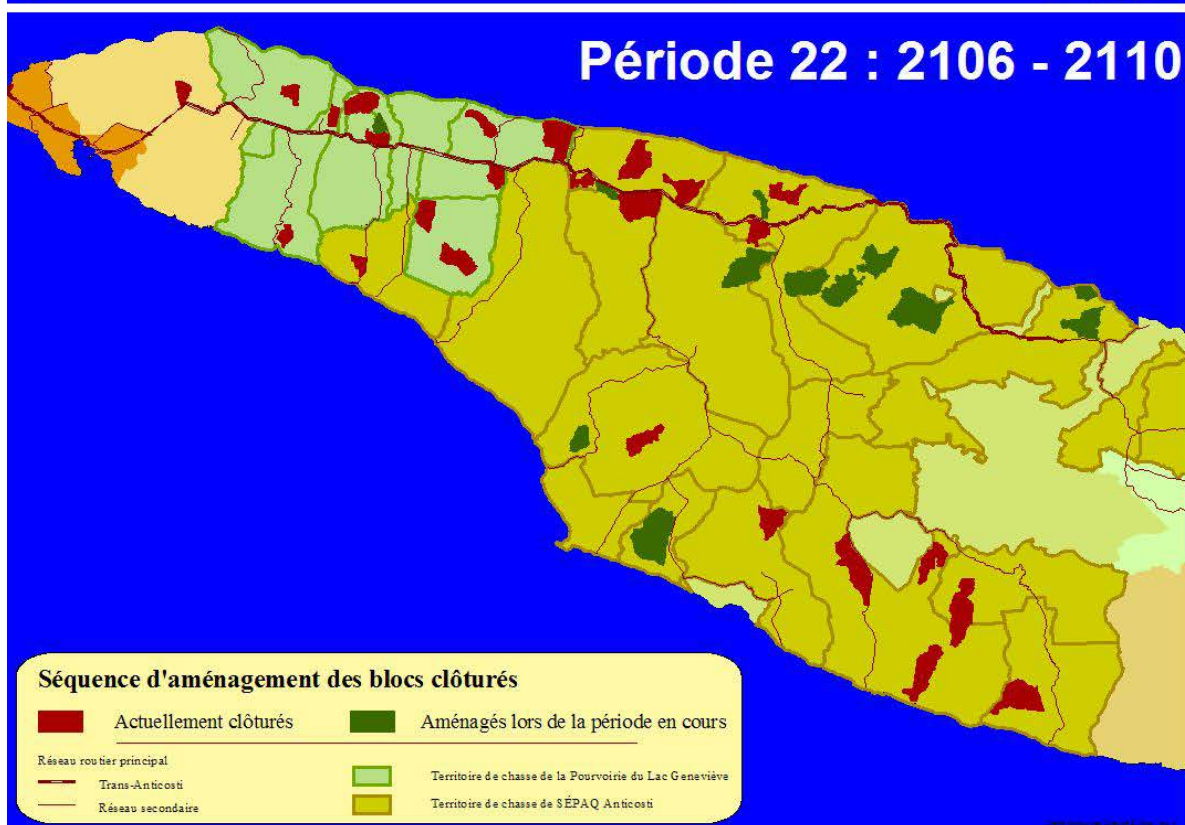 Période 22 : 2106 - 2110
Séquence d'aménagement des blocs clôturés
Actuellement clôturés
Aménagés lors de la période en cours
Réseau routier principal
Trans-Anticosti
Réseau secondaire
Territoire de chasse de la Pourvoirie du Lac Geneviève
Territoire de chasse de SÉPAQ Anticosti